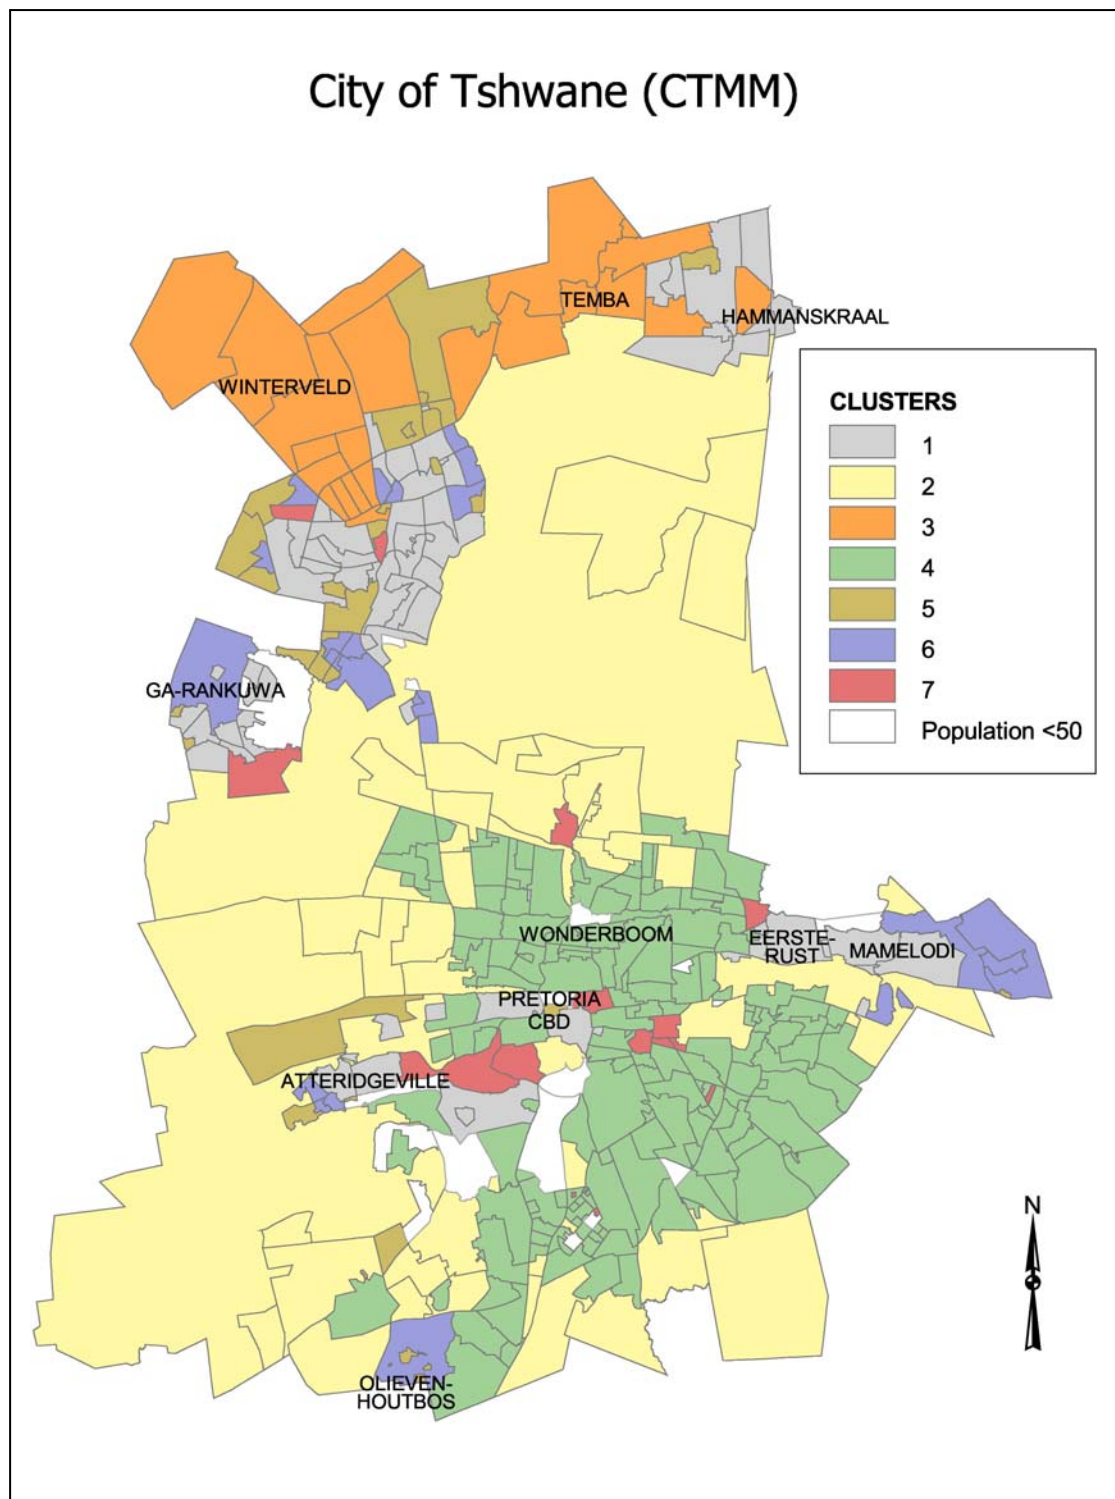 City of Tshwane (CTMM)
TEMBA
HAMMANSKRAAL
WINTERVELD
CLUSTERS
1
2
3
4
5
6
7
Population <50
GA-RANKUWA
WONDERBOOM
EERSTE-
RUST
MAMELODI
PRETORIA
CBD
ATTERIDGEVILLE
N
OLIEVEN-
HOUTBOS